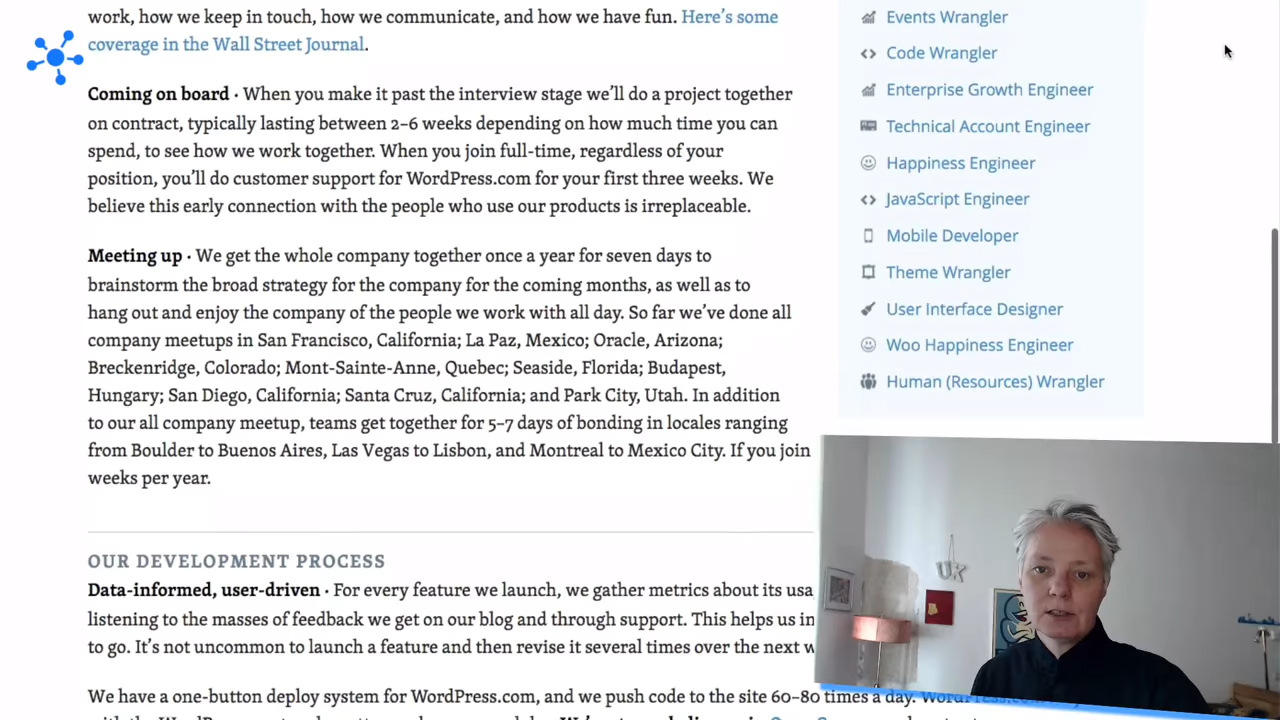 work, how we keep in touch, how we communicate, and how we have fun. Here's some
coverage in the Wall Street Journal.
Coming on board · When you make it past the interview stage we'll do a project together
on contract, typically lasting between 2–6 weeks depending on how much time you can
spend, to see how we work together. When you join full-time, regardless of your
position, you'll do customer support for WordPress.com for your first three weeks. We
believe this early connection with the people who use our products is irreplaceable.
Meeting up · We get the whole company together once a year for seven days to
brainstorm the broad strategy for the company for the coming months, as well as to
hang out and enjoy the company of the people we work with all day. So far we've done all
company meetups in San Francisco, California; La Paz, Mexico; Oracle, Arizona;
Breckenridge, Colorado; Mont-Sainte-Anne, Quebec; Seaside, Florida; Budapest,
Hungary; San Diego, California; Santa Cruz, California; and Park City, Utah. In addition
to our all company meetup, teams get together for 5–7 days of bonding in locales ranging
from Boulder to Buenos Aires, Las Vegas to Lisbon, and Montreal to Mexico City. If you join
weeks per year.
OUR DEVELOPMENT PROCESS
Data-informed, user-driven · For every feature we launch, we gather metrics about its usa
listening to the masses of feedback we get on our blog and through support. This helps us in
to go. It's not uncommon to launch a feature and then revise it several times over the next w
We have a one-button deploy system for WordPress.com, and we push code to the site 60–80 times a day.
Events Wrangler
Code Wrangler
Enterprise Growth Engineer
Technical Account Engineer
Happiness Engineer
JavaScript Engineer
Mobile Developer
Theme Wrangler
User Interface Designer
Woo Happiness Engineer
Human (Resources) Wrangler